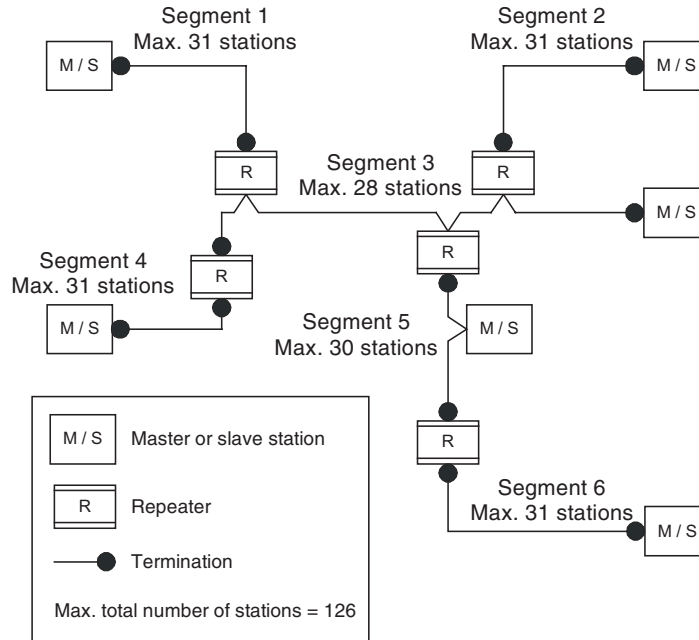 Segment 1
Max. 31 stations
Segment 2
Max. 31 stations
M / S
M / S
R
Segment 3
Max. 28 stations
R
M / S
Segment 4
Max. 31 stations
R
R
M / S
Segment 5
Max. 30 stations
M / S
R
Segment 6
Max. 31 stations
M / S
M / S
Master or slave station
R
Repeater
Termination
Max. total number of stations = 126